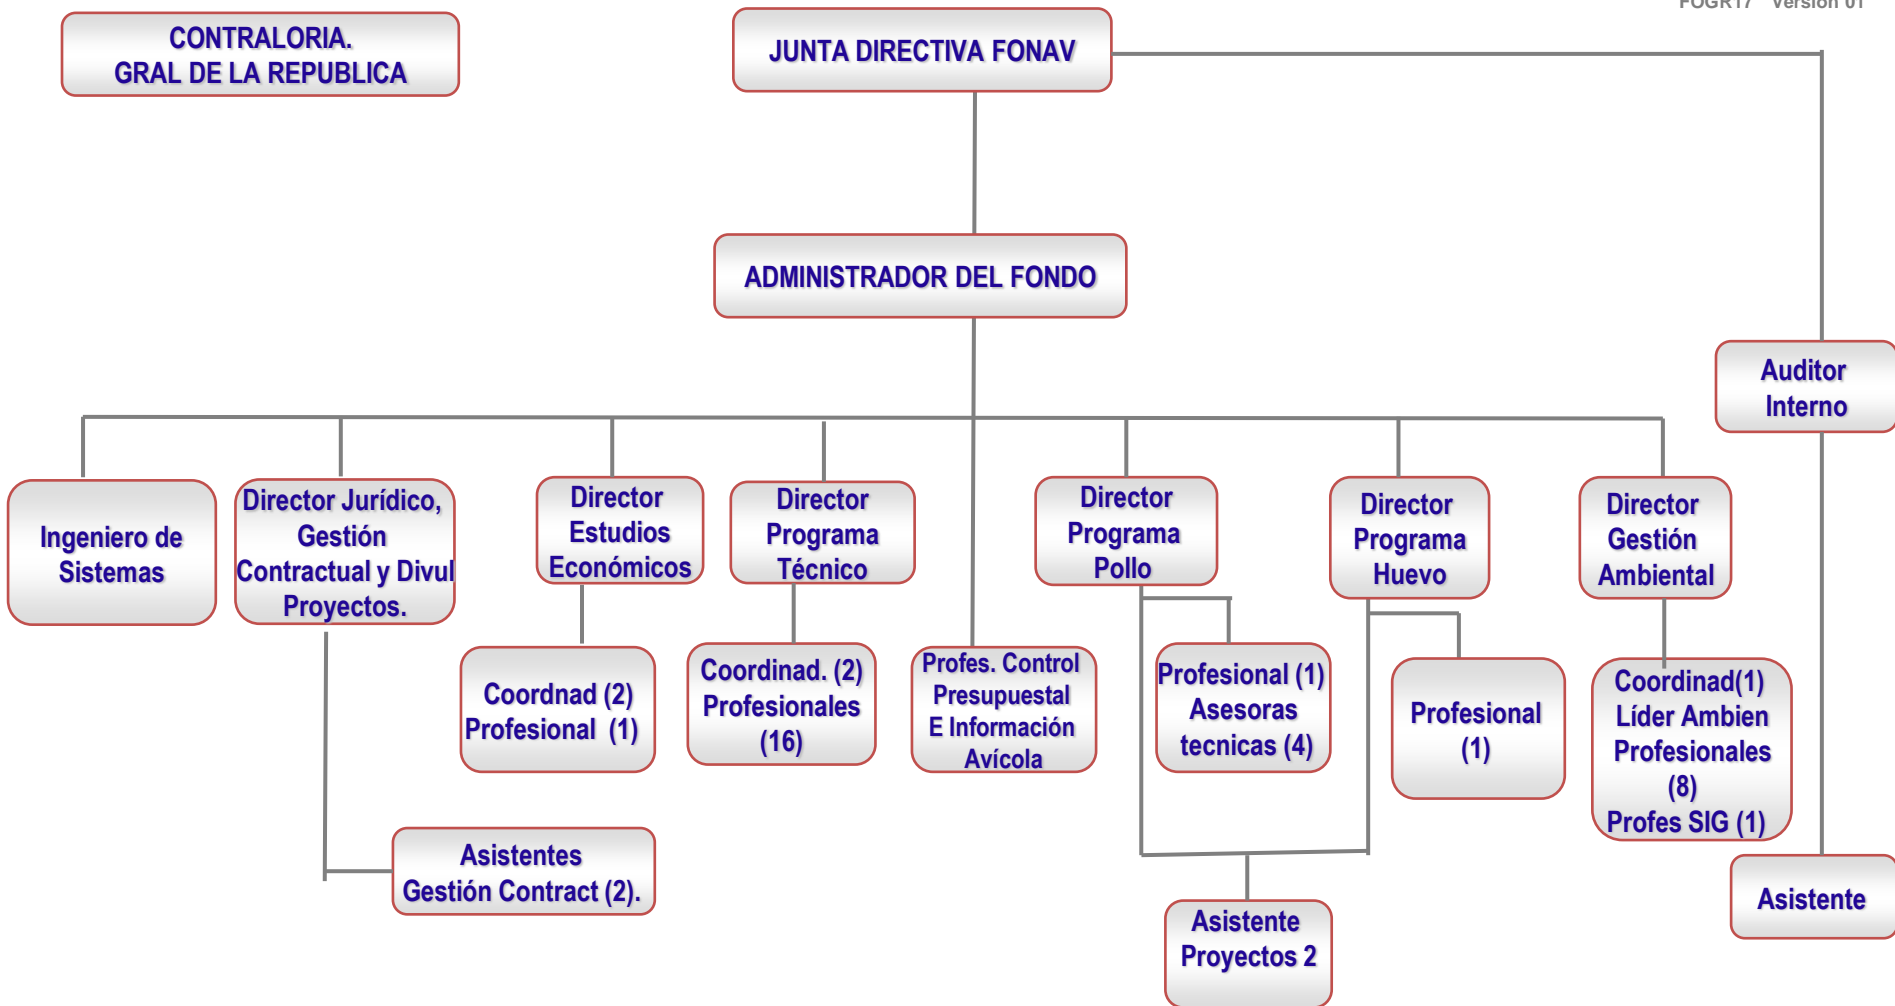 FOGR17 Versión 01
CONTRALORIA.
GRAL DE LA REPUBLICA
JUNTA DIRECTIVA FONAV
ADMINISTRADOR DEL FONDO
Auditor
Interno
Ingeniero de
Sistemas
Director Jurídico,
Gestión
Contractual y Divul
Proyectos.
Director
Estudios
Económicos
Director
Programa
Técnico
Director
Programa
Pollo
Director
Programa
Huevo
Director
Gestión
Ambiental
Coordnad (2)
Profesional (1)
Coordinad. (2)
Profesionales
(16)
Profes. Control
Presupuestal
E Información
Avícola
Profesional (1)
Asesoras
tecnicas (4)
Profesional
(1)
Coordinad(1)
Líder Ambien
Profesionales
(8)
Profes SIG (1)
Asistentes
Gestión Contract (2).
Asistente
Proyectos 2
Asistente